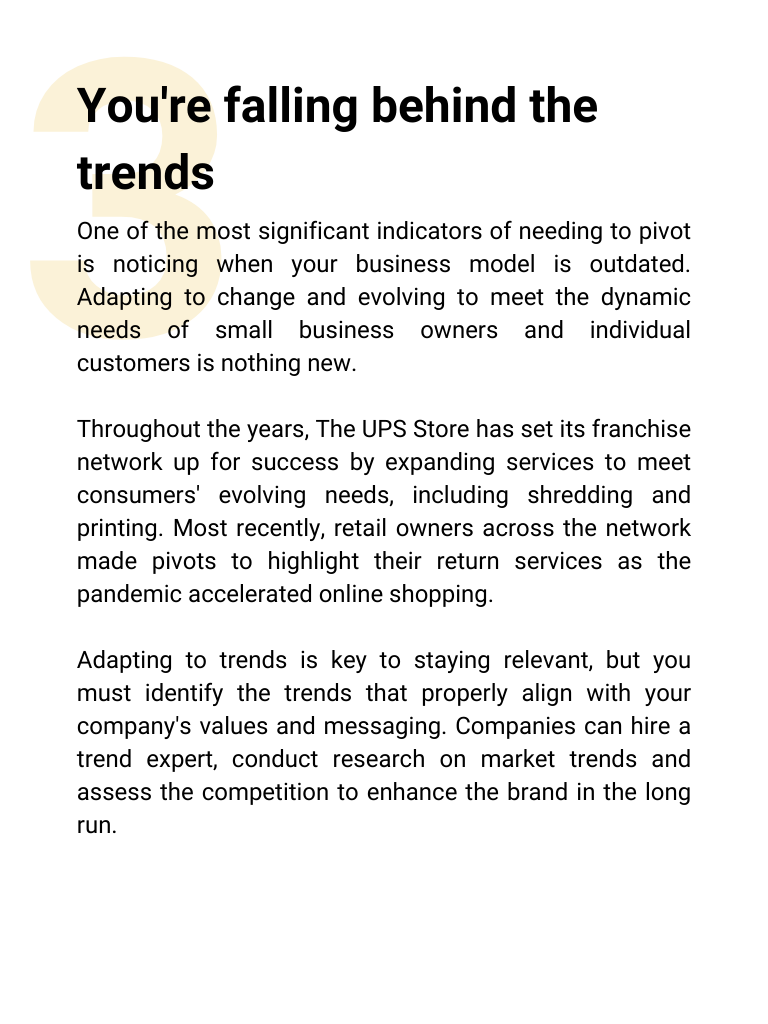 3
You're falling behind the
trends
One of the most significant indicators of needing to pivot
is noticing when your business model is outdated.
Adapting to change and evolving to meet the dynamic
needs of small business owners and individual
customers is nothing new.
Throughout the years, The UPS Store has set its franchise
network up for success by expanding services to meet
consumers' evolving needs, including shredding and
printing. Most recently, retail owners across the network
made pivots to highlight their return services as the
pandemic accelerated online shopping.
Adapting to trends is key to staying relevant, but you
must identify the trends that properly align with your
company's values and messaging. Companies can hire a
trend expert, conduct research on market trends and
assess the competition to enhance the brand in the long
run.